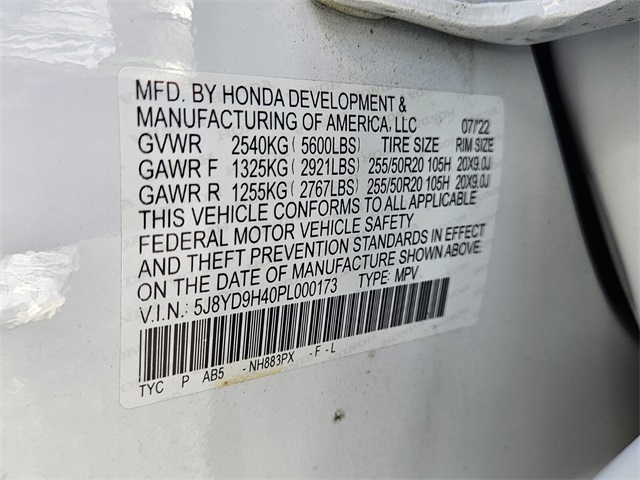 MFD. BY HONDA DEVELOPMENT &
MANUFACTURING OF AMERICA, LLC 07/'22
GVWR 2540KG (5600LBS) TIRE SIZE RIM SIZE
GAWR F 1325KG (2921LBS) 255/50R20 105H 20X9.0J
GAWR R 1255KG (2767LBS) 255/50R20 105H 20X9.0J
THIS VEHICLE CONFORMS TO ALL APPLICABLE
FEDERAL MOTOR VEHICLE SAFETY
AND THEFT PREVENTION STANDARDS IN EFFECT
ON THE DATE OF MANUFACTURE SHOWN ABOVE.
V.I.N.: 5J8YD9H40PL000173 TYPE: MPV
TYC P AB5 - NH883PX - F - L